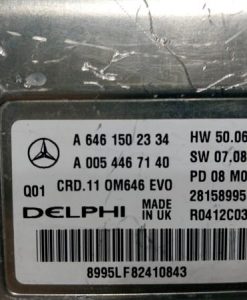 A 646 150 23 34 HW 50.06
A 005 446 71 40 SW 07,08
Q01 CRD.11 OM646 EVO PD 08 M0
DELPHI MADE IN UK 28158995
R0412C03
8995LF82410843